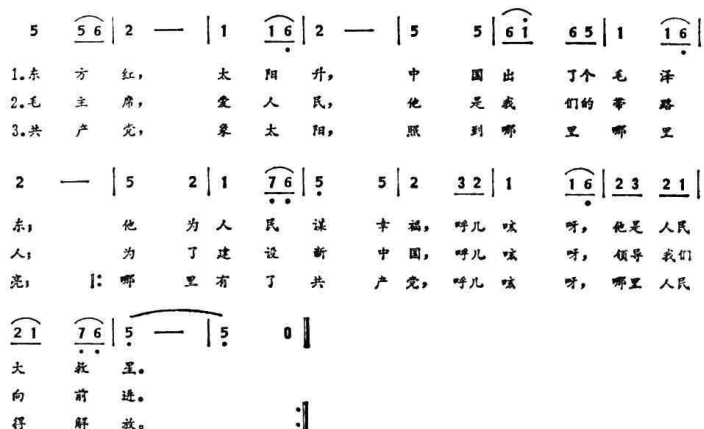 5 56 | 2 — | 1 16 | 2 — | 5 5 | 6i 65 | 1 16 |
1.东 方 红, 太 阳 升, 中 国 出 了个 毛 泽
2.毛 主 席, 爱 人 民, 他 是 我 们的 带 路
3.共 产 党, 象 太 阳, 照 到 哪 里 哪 里
2 — | 5 2 | 1 76 | 5 5 | 2 32 | 1 16 | 23 21 |
东; 他 为 人 民 谋 幸 福, 呼儿 咳 呀, 他是 人民
人; 为 了 建 设 新 中 国, 呼儿 咳 呀, 领导 我们
亮; 哪 里 有 了 共 产 党, 呼儿 咳 呀, 哪里 人民
21 76 | 5 — | 5 0
大 救 星。
向 前 进。
得 解 放。